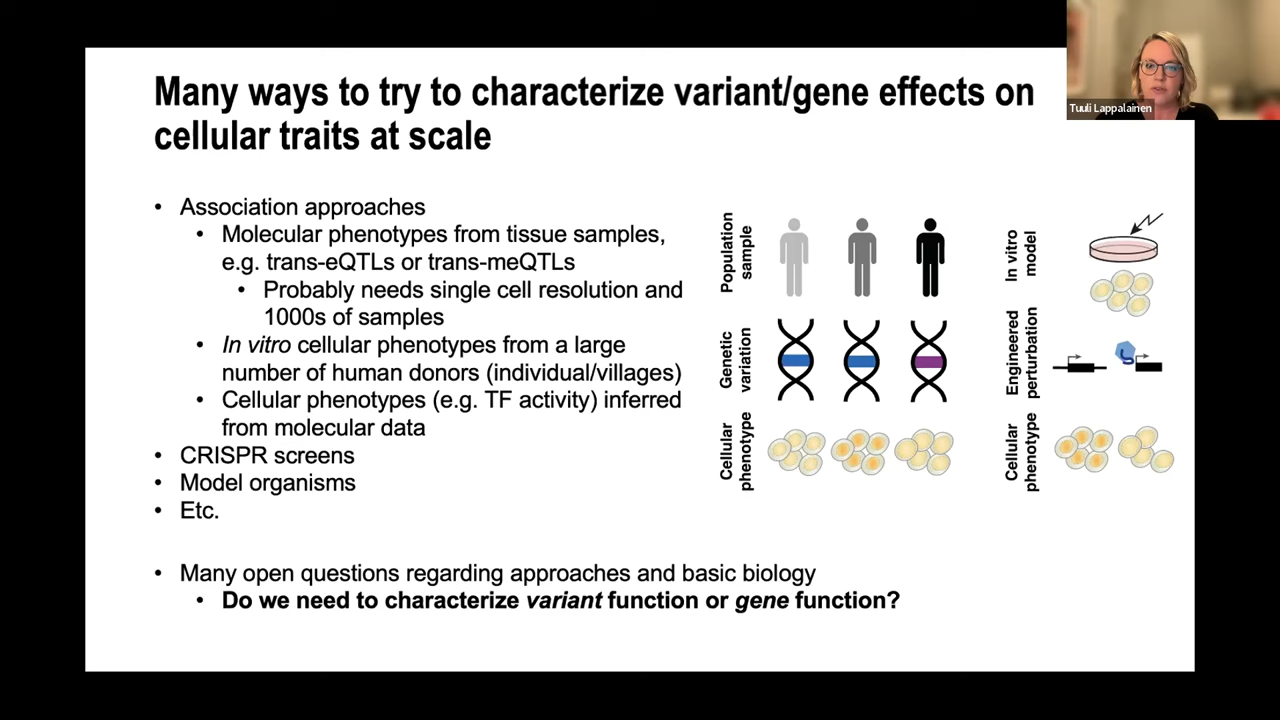 Many ways to try to characterize variant/gene effects on
cellular traits at scale
Tuuli Lappalainen
• Association approaches
• Molecular phenotypes from tissue samples,
e.g. trans-eQTLs or trans-meQTLs
• Probably needs single cell resolution and
1000s of samples
• In vitro cellular phenotypes from a large
number of human donors (individual/villages)
• Cellular phenotypes (e.g. TF activity) inferred
from molecular data
• CRISPR screens
• Model organisms
• Etc.
• Many open questions regarding approaches and basic biology
• Do we need to characterize variant function or gene function?
Population
sample
Genetic
variation
Cellular
phenotype
In vitro
model
Engineered
perturbation
Cellular
phenotype